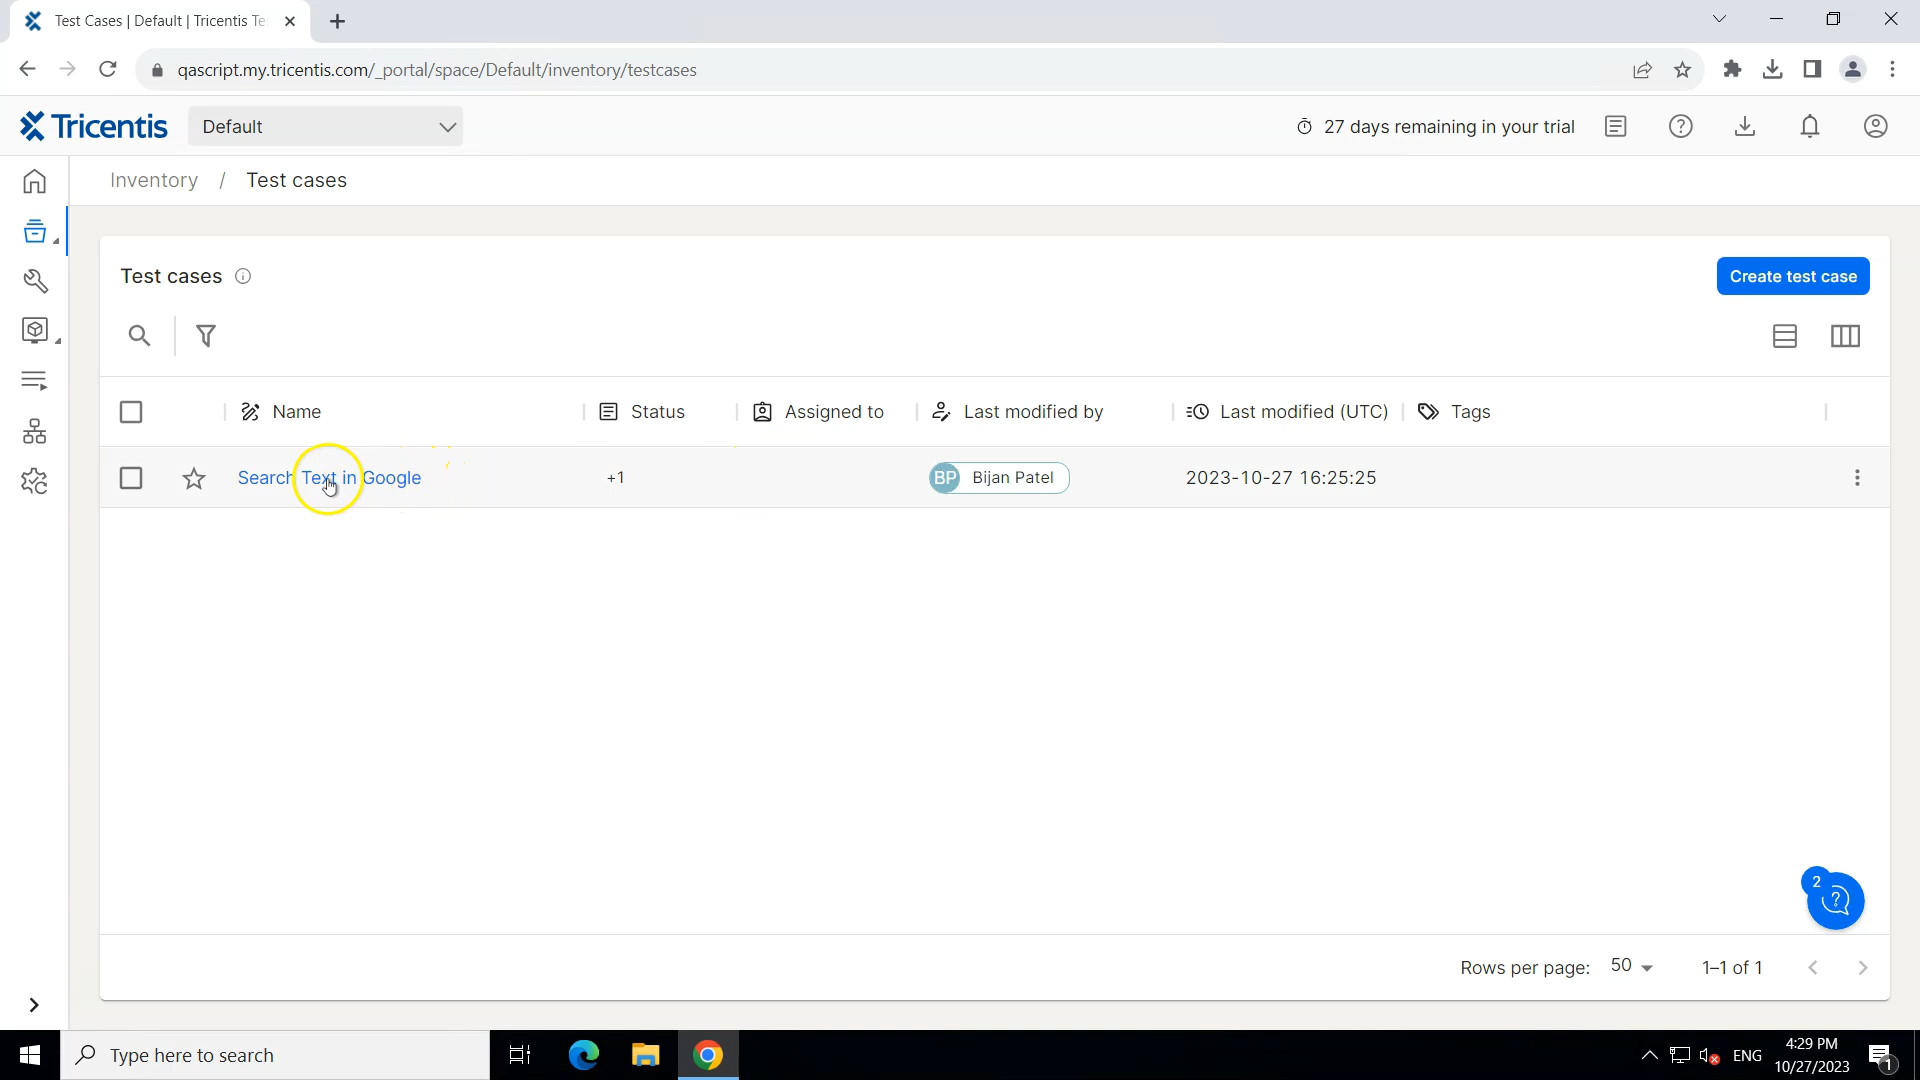 Test Cases | Default | Tricentis Te
qascript.my.tricentis.com/_portal/space/Default/inventory/testcases
Tricentis
Default
27 days remaining in your trial
Inventory / Test cases
Test cases
Create test case
Name
Status
Assigned to
Last modified by
Last modified (UTC)
Tags
Search Text in Google
+1
BP
Bijan Patel
2023-10-27 16:25:25
2
Rows per page:
50
1–1 of 1
Type here to search
ENG
4:29 PM
10/27/2023
1